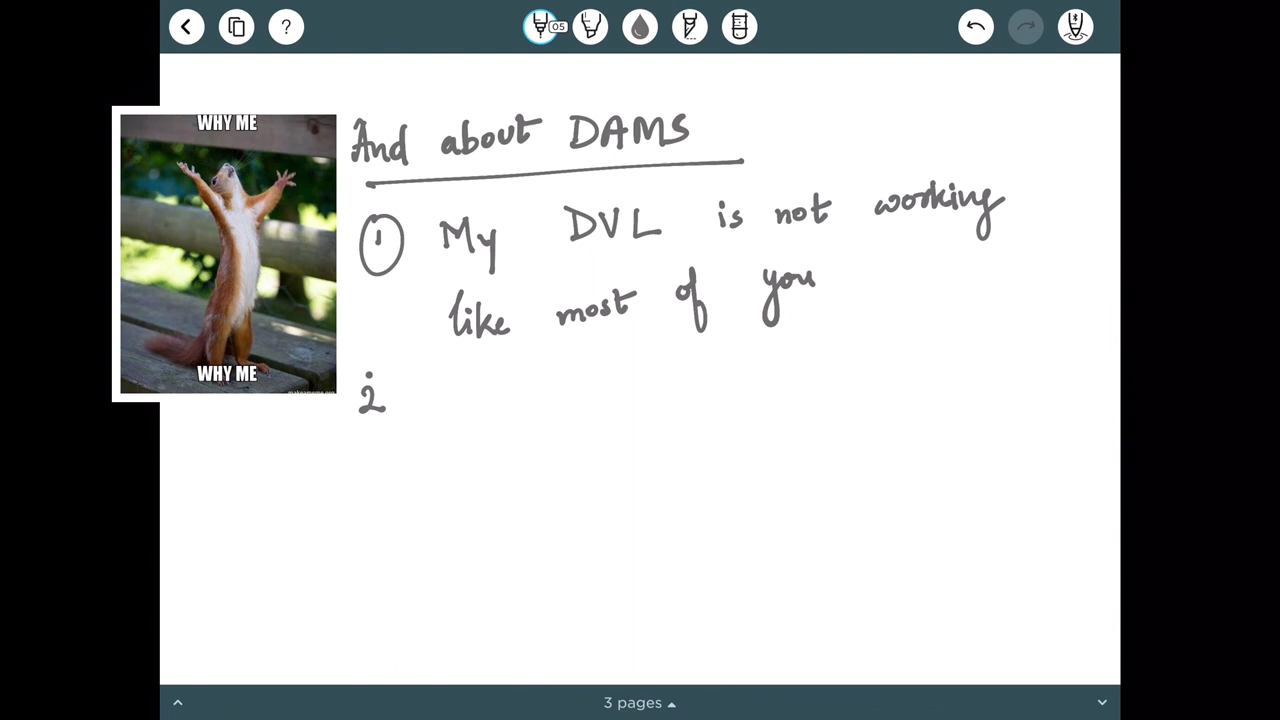 ?
05
WHY ME
And about DAMS
① My DVL is not working
like most of you
WHY ME
2
3 pages